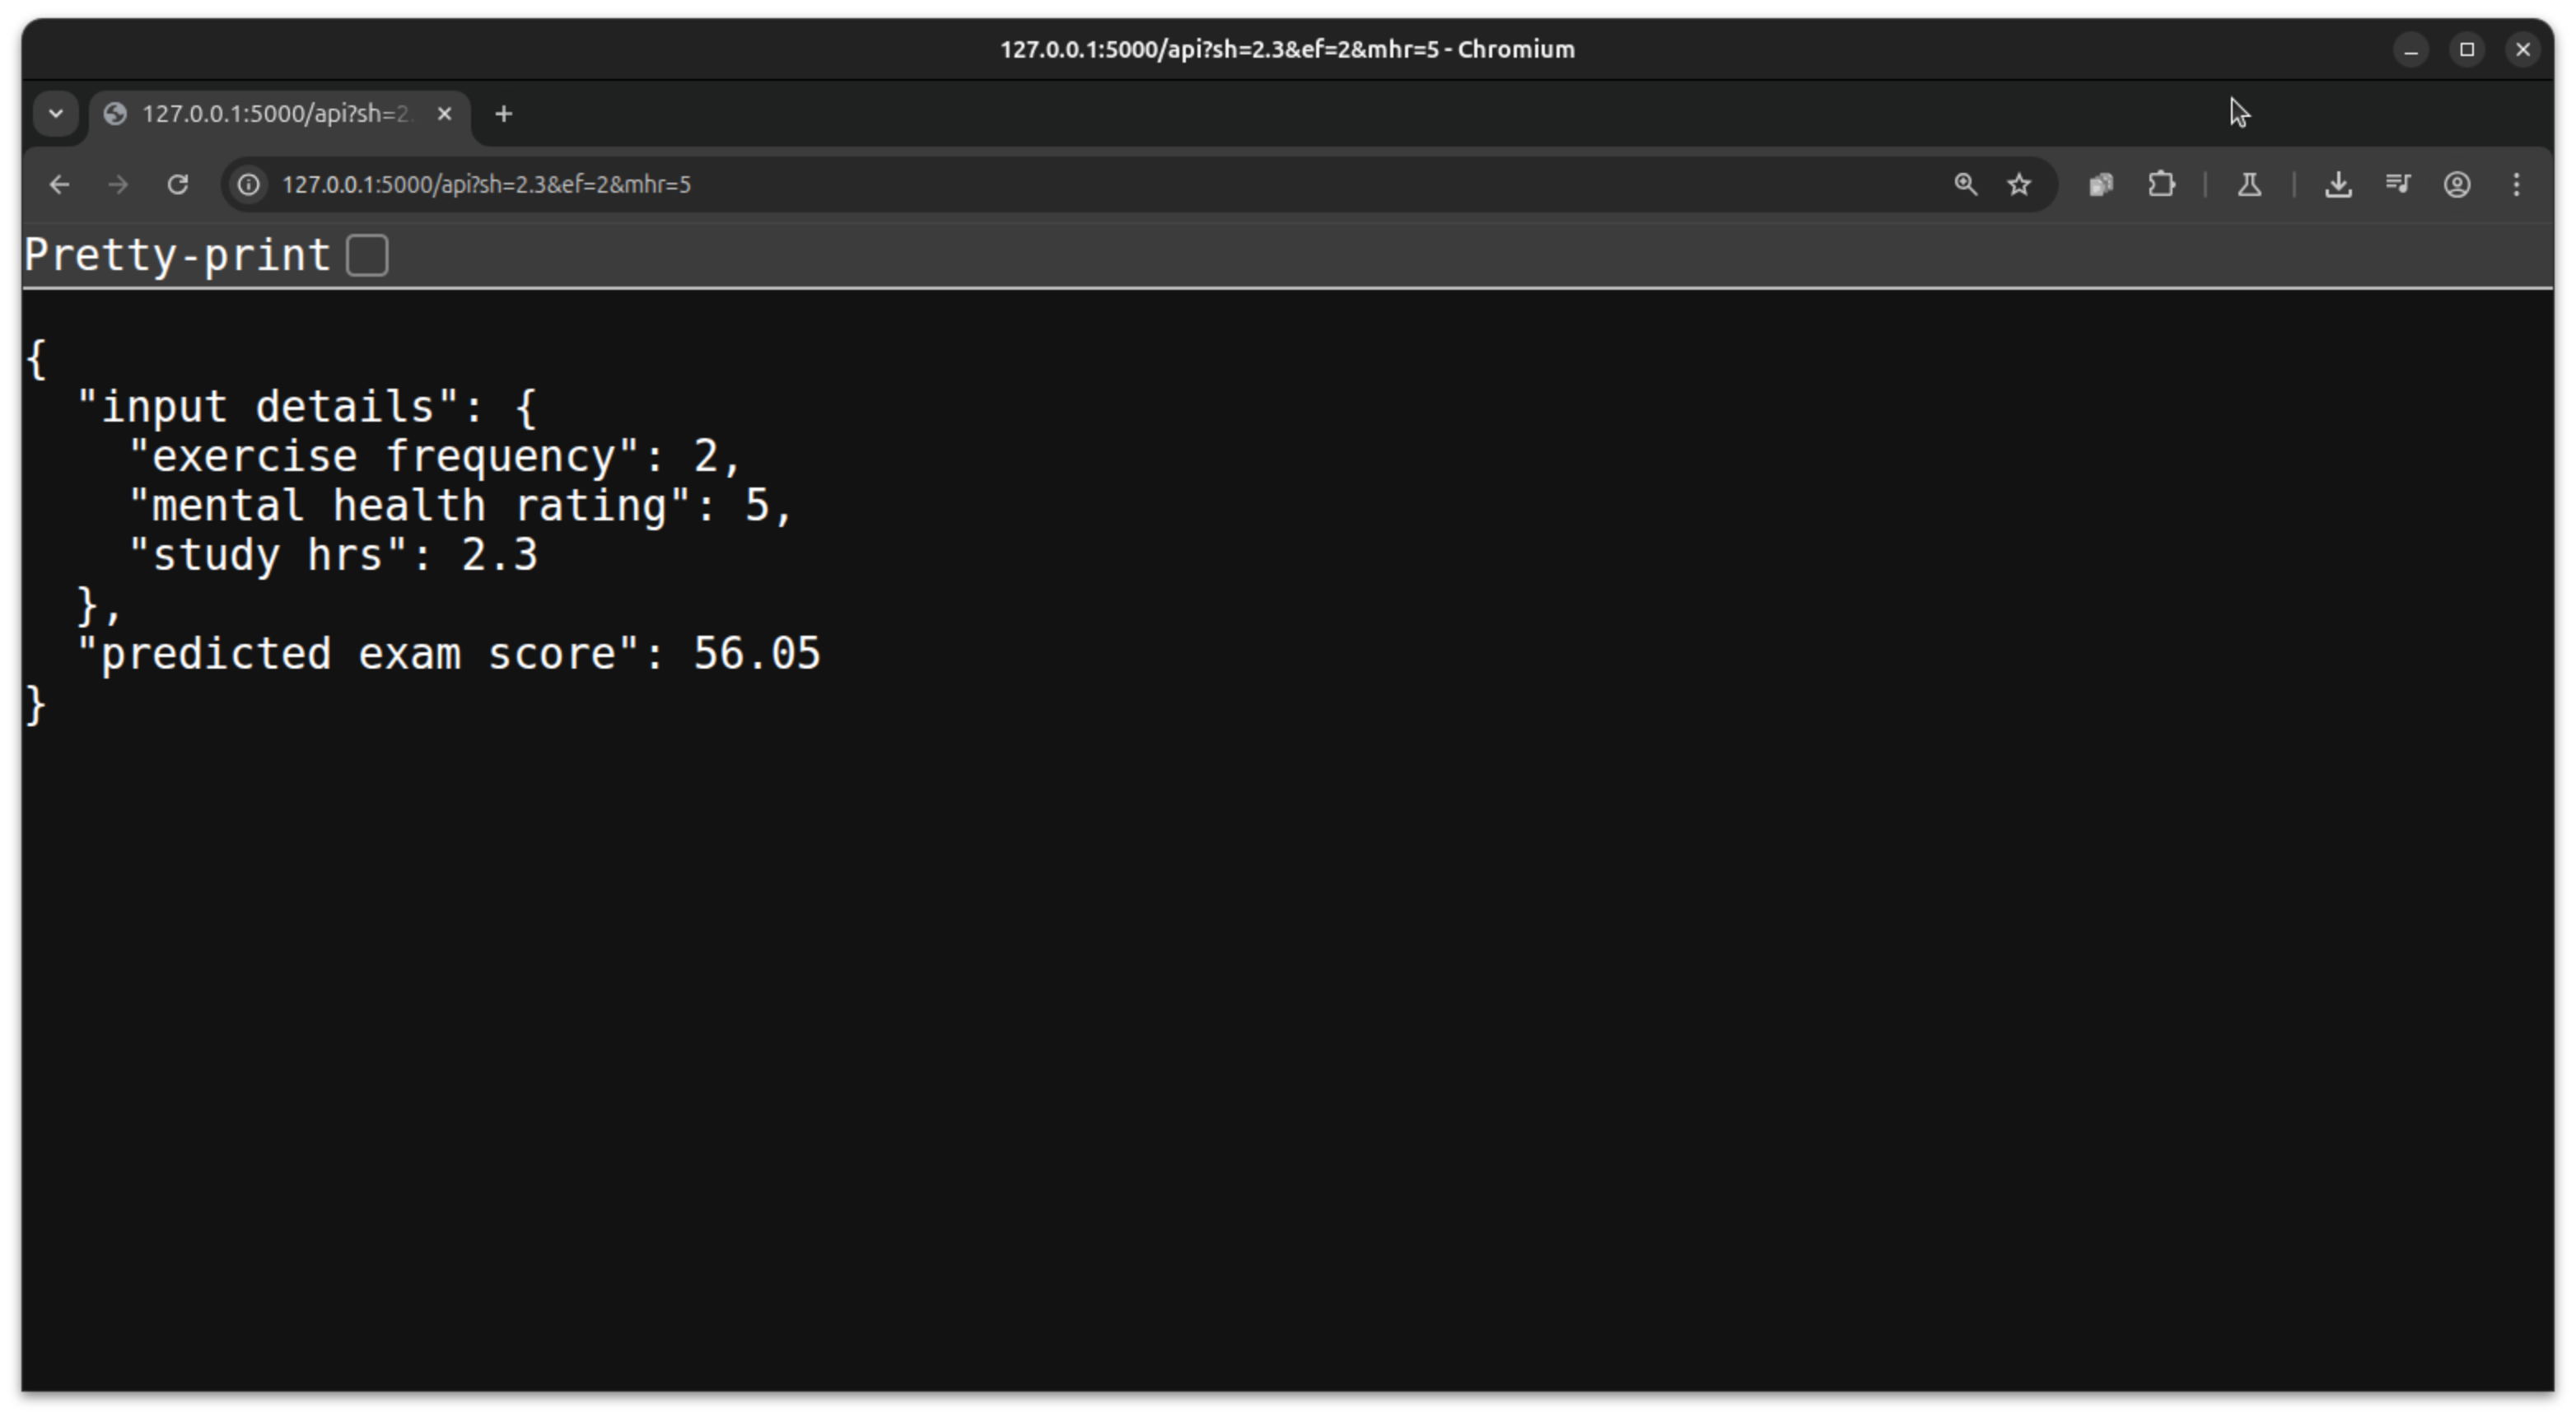 127.0.0.1:5000/api?sh=2.3&ef=2&mhr=5 - Chromium
127.0.0.1:5000/api?sh=2.
127.0.0.1:5000/api?sh=2.3&ef=2&mhr=5
Pretty-print
{
  "input details": {
    "exercise frequency": 2,
    "mental health rating": 5,
    "study hrs": 2.3
  },
  "predicted exam score": 56.05
}